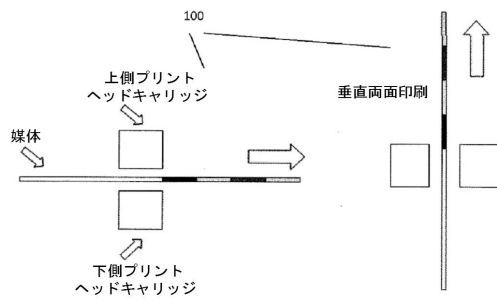 100
上側プリント
ヘッドキャリッジ
垂直両面印刷
媒体
下側プリント
ヘッドキャリッジ